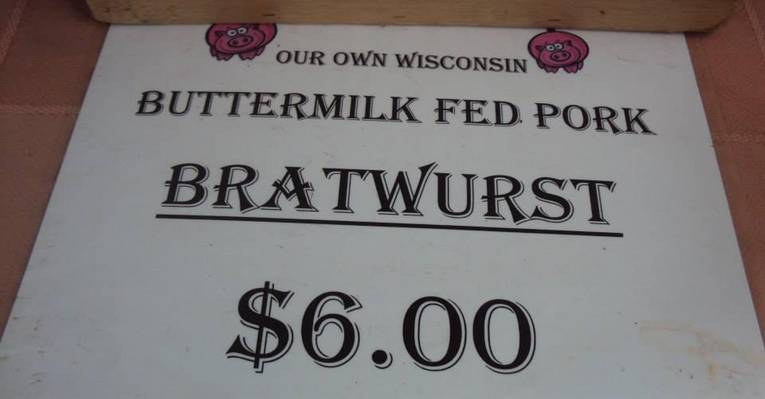 OUR OWN WISCONSIN
BUTTERMILK FED PORK
BRATWURST
$6.00